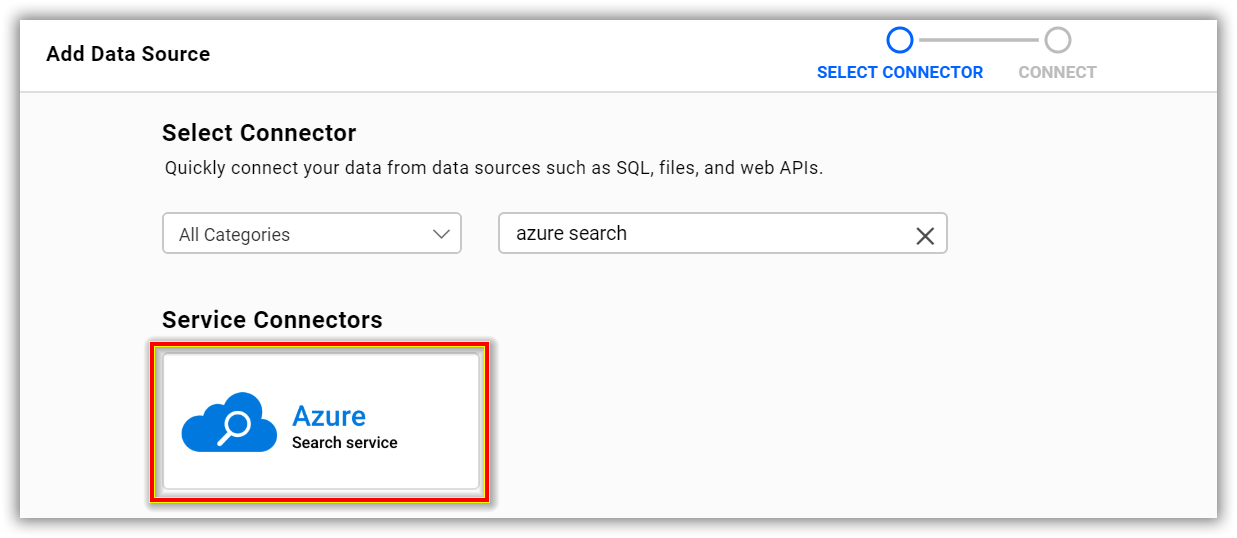 Add Data Source
SELECT CONNECTOR
CONNECT
Select Connector
Quickly connect your data from data sources such as SQL, files, and web APIs.
All Categories
azure search
Service Connectors
Azure
Search service